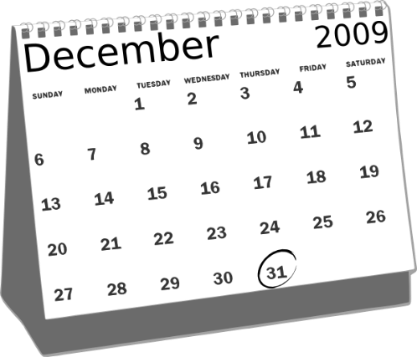 December 2009
SUNDAY MONDAY TUESDAY WEDNESDAY THURSDAY FRIDAY SATURDAY
1 2 3 4 5
6 7 8 9 10 11 12
13 14 15 16 17 18 19
20 21 22 23 24 25 26
27 28 29 30 31